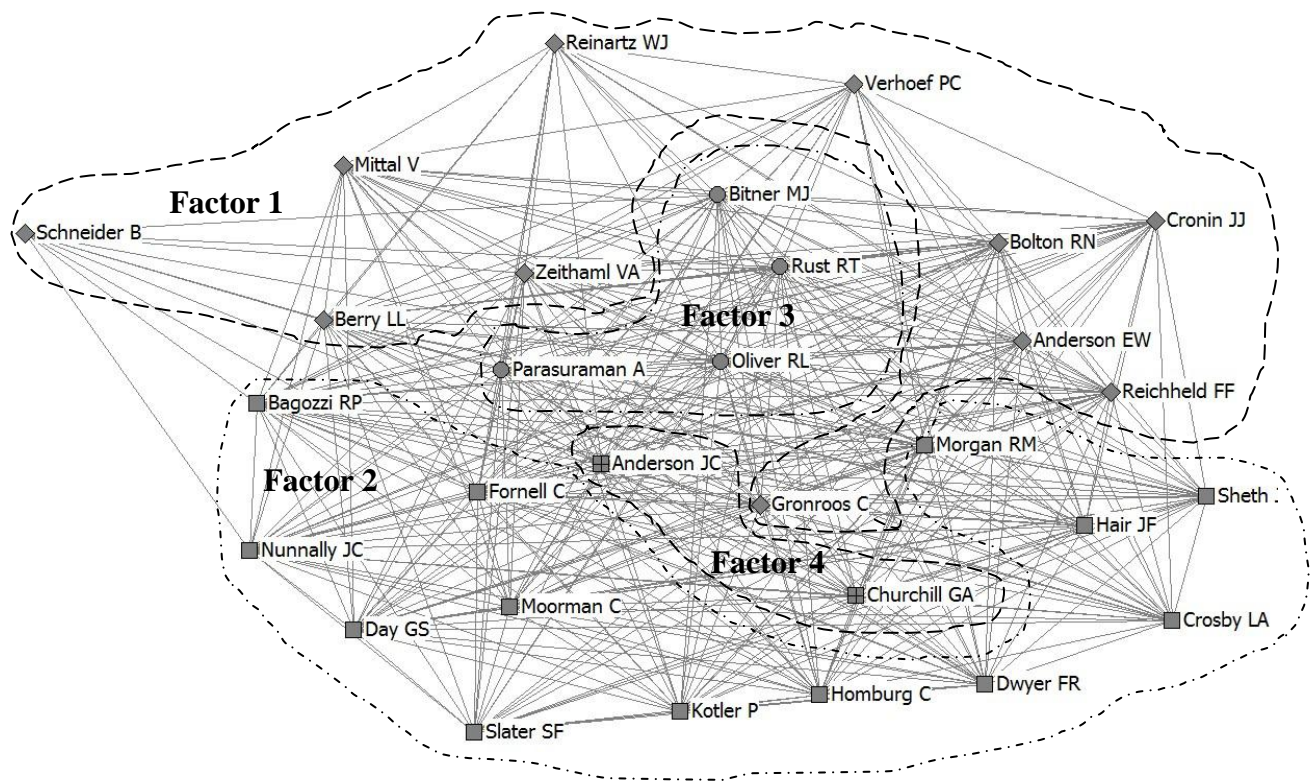 Reinartz WJ
Verhoef PC
Mittal V
Bitner MJ
Factor 1
Cronin JJ
Schneider B
Bolton RN
Rust RT
Zeithaml VA
Factor 3
Berry LL
Anderson EW
Oliver RL
Parasuraman A
Reichheld FF
Bagozzi RP
Morgan RM
Anderson JC
Factor 2
Fornell C
Sheth
Gronroos C
Hair JF
Nunnally JC
Factor 4
Churchill GA
Moorman C
Crosby LA
Day GS
Dwyer FR
Homburg C
Kotler P
Slater SF